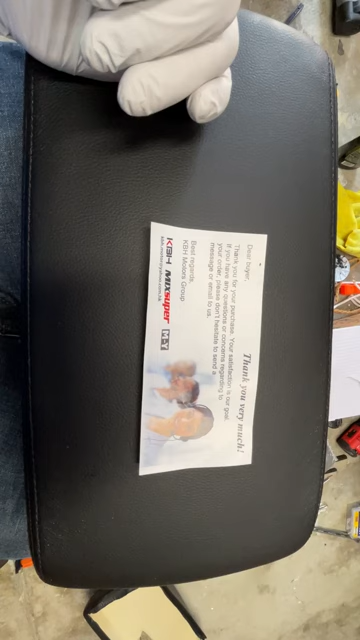 Thank you very much!
Dear buyer,
Thank you for your purchase. Your satisfaction is our goal.
If you have any questions or concerns regarding to
your order, please don't hesitate to send a
message or email to us.
Best regards,
KBH Motors Group
KBH MDXSUPER M-Y